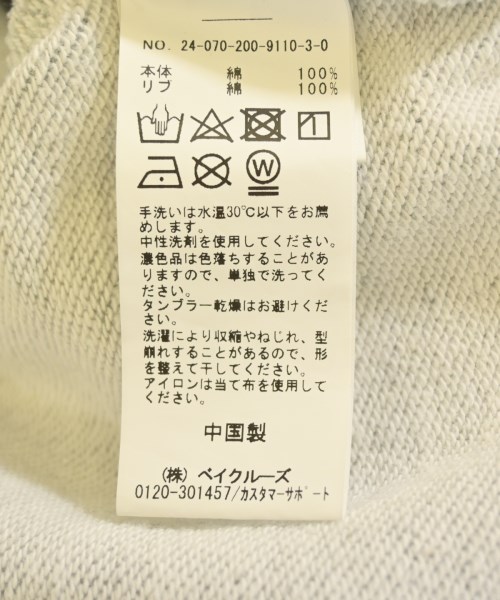 NO. 24-070-200-9110-3-0
本体 綿 100%
リブ 綿 100%
W
手洗いは水温30℃以下をお薦
めします。
中性洗剤を使用してください。
濃色品は色落ちすることがあ
りますので、単独で洗ってくだ
さい。
タンブラー乾燥はお避けくださ
い。
洗濯により収縮やねじれ、型
崩れすることがあるので、形
を整えて干してください。
アイロンは当て布を使用して
ください。
中国製
(株) ベイクルーズ
0120-301457/カスタマーサポート